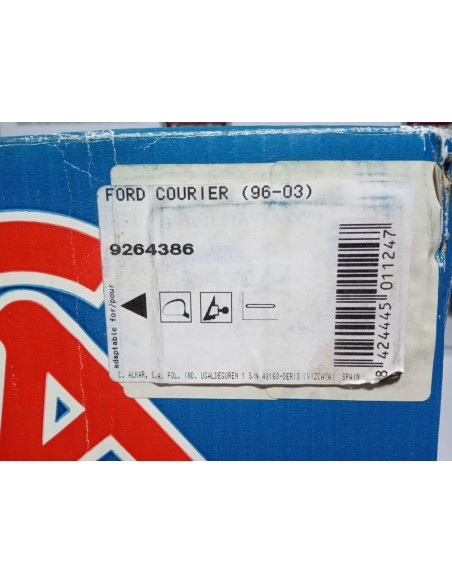 FORD COURIER (96-03)
9264386
adaptable for/pour
C. ALKAR, S.A. POL. IND. UGALDEGUREN 1 S/N 48160-DERIO (VIZCAYA) SPAIN
8 424445 011247